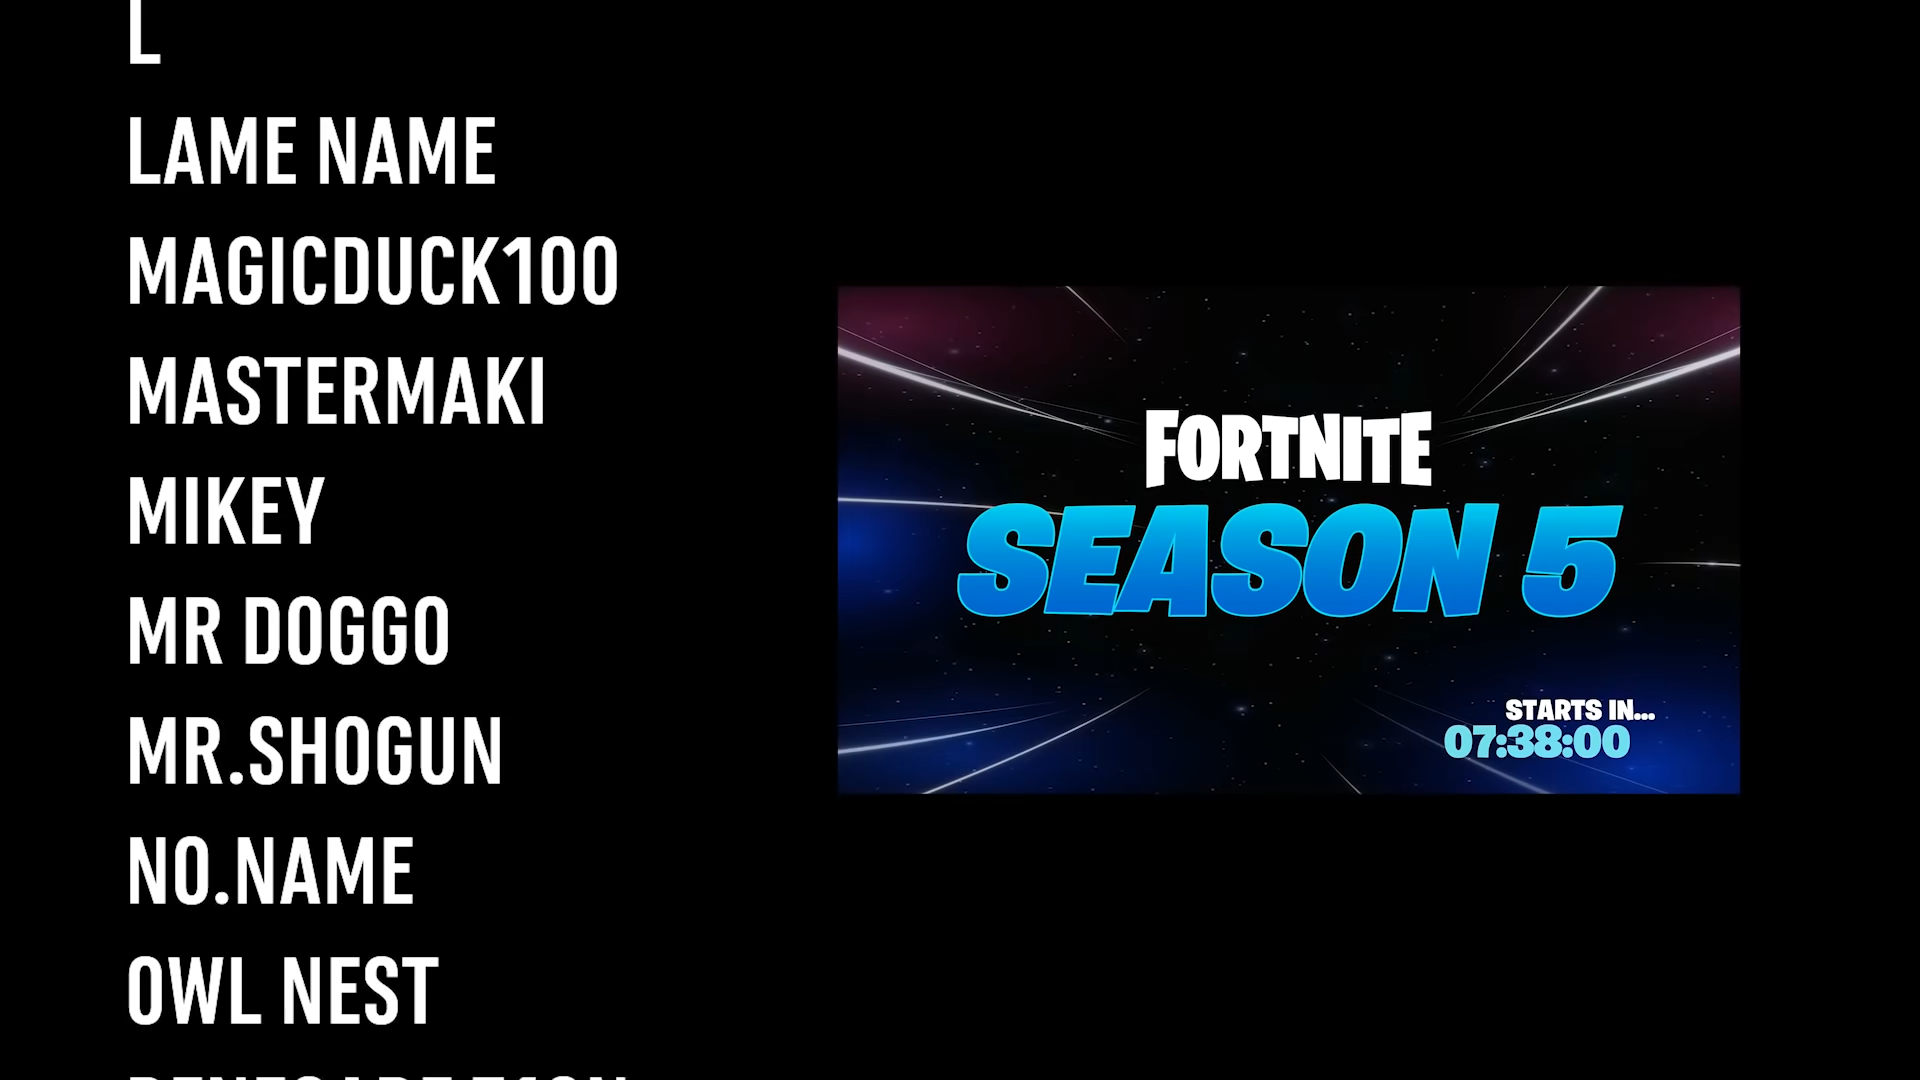 L
LAME NAME
MAGICDUCK100
MASTERMAKI
MIKEY
MR DOGGO
MR.SHOGUN
NO.NAME
OWL NEST
FORTNITE
SEASON 5
STARTS IN...
07:38:00